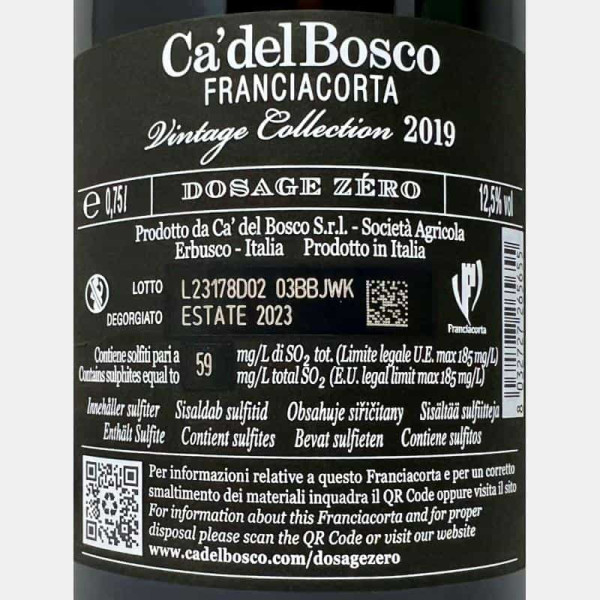 Ca'del Bosco
FRANCIACORTA
Vintage Collection 2019
e 0,75 l DOSAGE ZÉRO 12,5% vol
Prodotto da Ca' del Bosco S.r.l. - Società Agricola
Erbusco - Italia Prodotto in Italia
LOTTO L23178D02 03BBJWK
DEGORGIATO ESTATE 2023
Franciacorta
Contiene solfiti pari a 59 mg/L di SO2 tot. (Limite legale U.E. max 185 mg/L)
Contains sulphites equal to mg/L total SO2 (E.U. legal limit max 185 mg/L)
8032727265655
Innehåller sulfiter Sisaldab sulfitid Obsahuje siřičitany Sisältää sulfiitteja
Enthält Sulfite Contient sulfites Bevat sulfieten Contiene sulfitos
Per informazioni relative a questo Franciacorta e per un corretto
smaltimento dei materiali inquadra il QR Code oppure visita il sito
For information about this Franciacorta and for proper
disposal please scan the QR Code or visit our website
www.cadelbosco.com/dosagezero